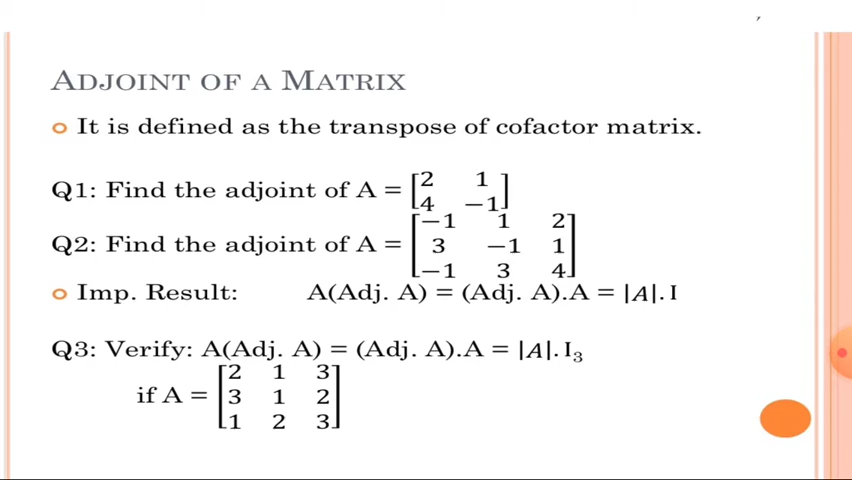 ADJOINT OF A MATRIX
It is defined as the transpose of cofactor matrix.
Q1: Find the adjoint of A = [2 1
4 −1]
Q2: Find the adjoint of A = [−1 1 2
3 −1 1
−1 3 4]
Imp. Result: A(Adj. A) = (Adj. A).A = |A|. I
Q3: Verify: A(Adj. A) = (Adj. A).A = |A|. I₃
if A = [2 1 3
3 1 2
1 2 3]